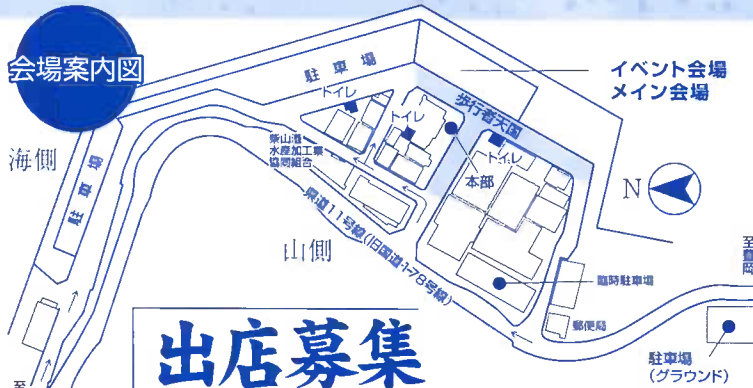 会場案内図
駐車場
イベント会場
メイン会場
トイレ
トイレ
歩行者天国
トイレ
本部
柴山港
水産加工業
協同組合
海側
駐車場
県道11号線(旧国道178号線)
山側
N
至豊岡
臨時駐車場
郵便局
駐車場
(グラウンド)
出店募集
至